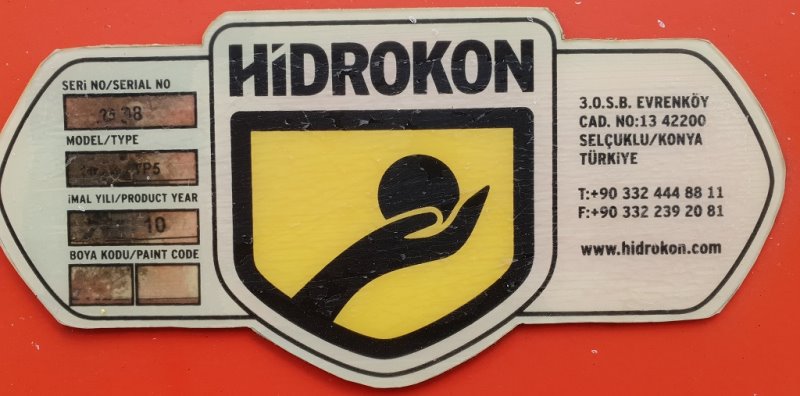 HİDROKON
SERİ NO/SERIAL NO
MODEL/TYPE
İMAL YILI/PRODUCT YEAR
10
BOYA KODU/PAINT CODE
3.O.S.B. EVRENKÖY
CAD. NO:13 42200
SELÇUKLU/KONYA
TÜRKİYE
T:+90 332 444 88 11
F:+90 332 239 20 81
www.hidrokon.com